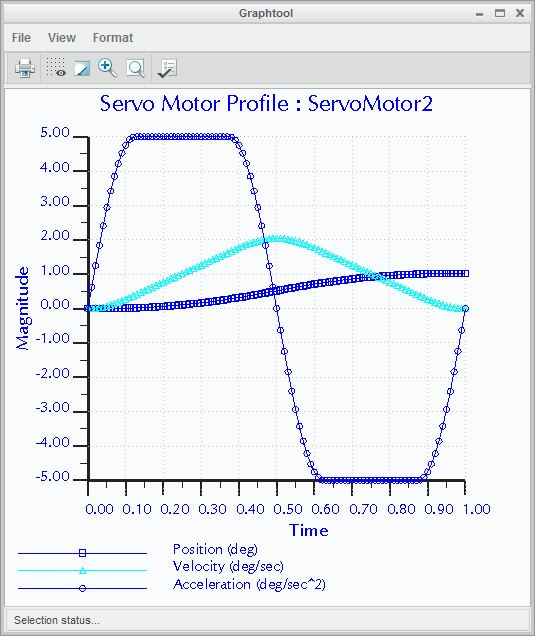 Graphtool
File View Format
Servo Motor Profile : ServoMotor2
5.00
4.00
3.00
2.00
1.00
0.00
-1.00
-2.00
-3.00
-4.00
-5.00
Magnitude
0.00 0.10 0.20 0.30 0.40 0.50 0.60 0.70 0.80 0.90 1.00
Time
Position (deg)
Velocity (deg/sec)
Acceleration (deg/sec^2)
Selection status...